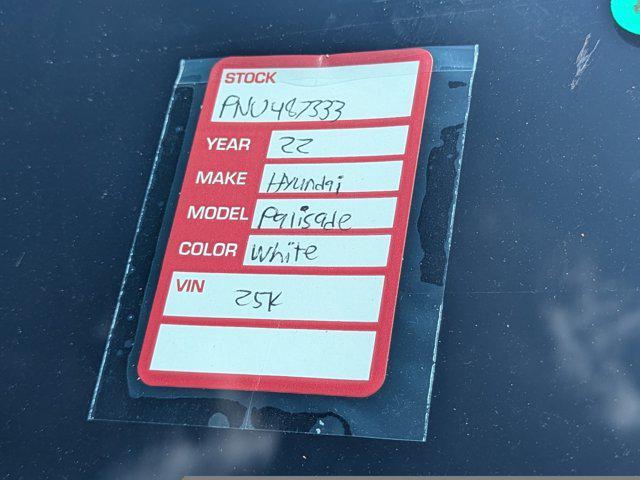 STOCK
PNU487333
YEAR 22
MAKE Hyundai
MODEL Palisade
COLOR White
VIN
25K